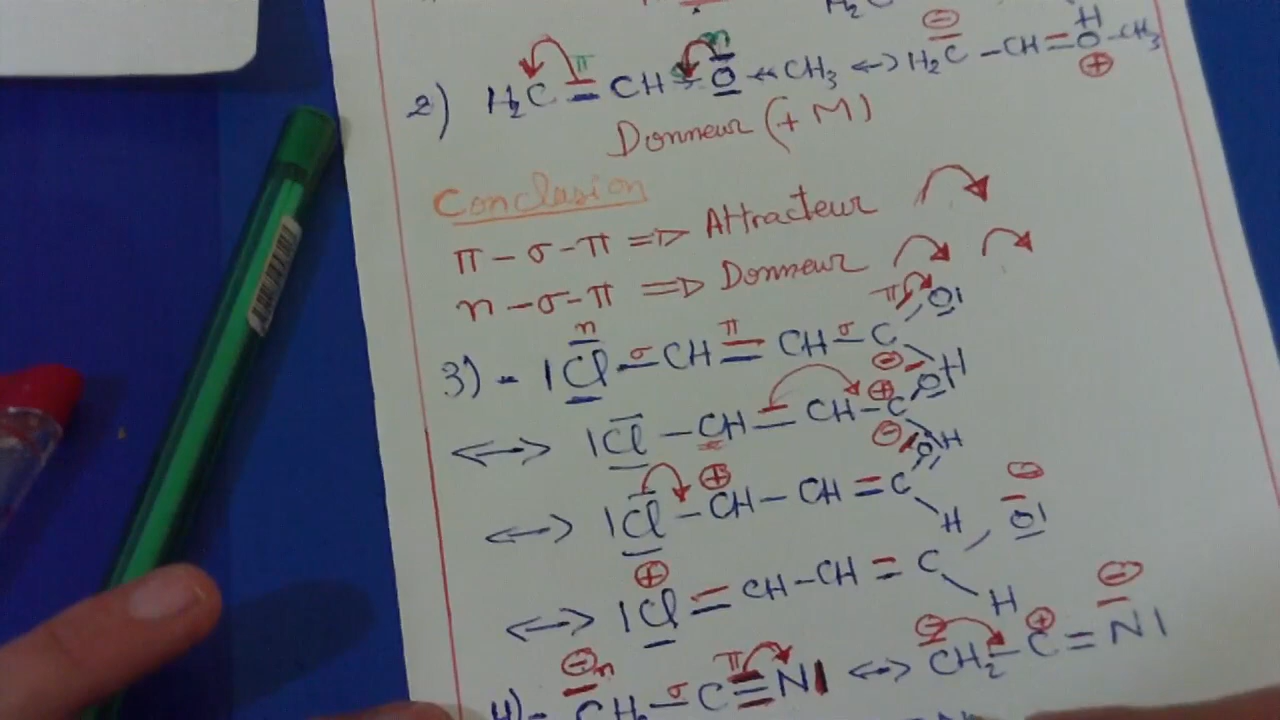 H₂C
2) H₂C = CH - O - CH₃ ↔ H₂C - CH = O - CH₃
Donneur (+ M)
Conclusion
π - σ - π => Attracteur
n - σ - π => Donneur
3) - |Cl - CH = CH - C O| H
↔ |Cl - CH = CH - C O| H
↔ |Cl - CH - CH = C O| H
↔ |Cl = CH - CH = C O| H
4) - CH₂ - C ≡ N| ↔ CH₂ - C = N|